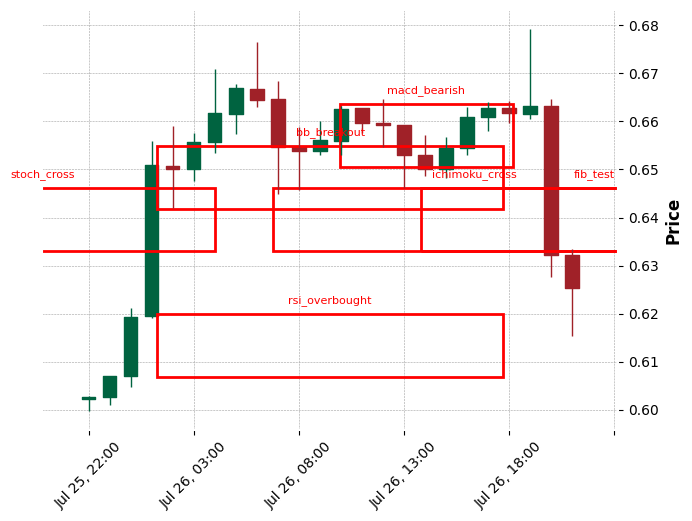 0.68
0.67
macd_bearish
0.66
bb_breakout
0.65
stoch_cross
ichimoku_cross
fib_test
0.64
Price
0.63
rsi_overbought
0.62
0.61
0.60
Jul 25, 22:00
Jul 26, 03:00
Jul 26, 08:00
Jul 26, 13:00
Jul 26, 18:00